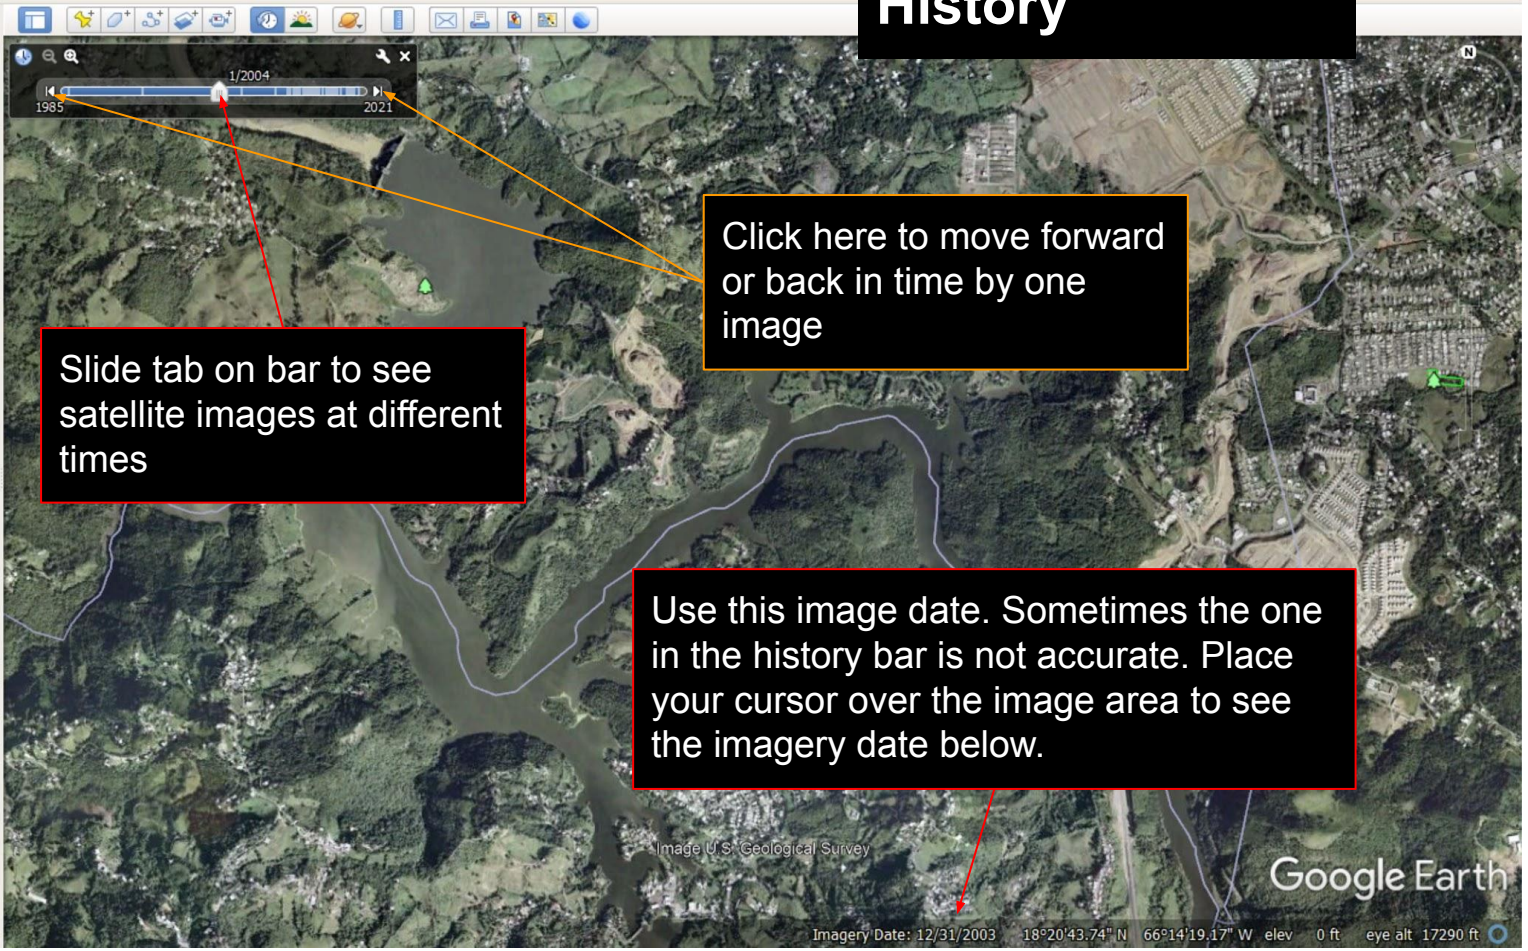 History
1/2004
1985
2021
N
Click here to move forward
or back in time by one
image
Slide tab on bar to see
satellite images at different
times
Use this image date. Sometimes the one
in the history bar is not accurate. Place
your cursor over the image area to see
the imagery date below.
Image U.S. Geological Survey
Google Earth
Imagery Date: 12/31/2003 18°20'43.74" N 66°14'19.17" W elev 0 ft eye alt 17290 ft